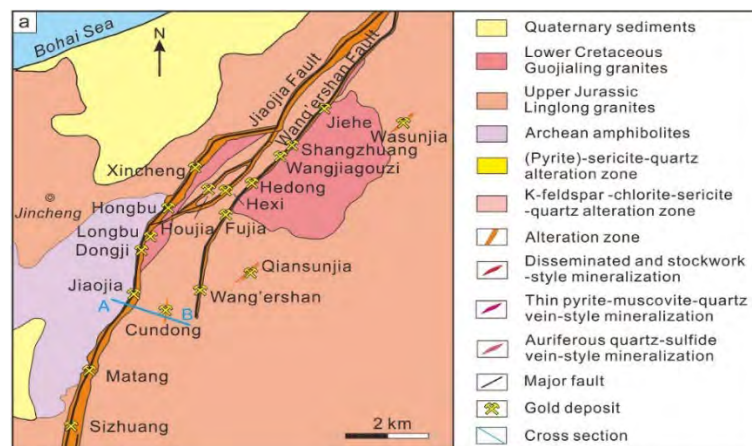 a
Bohai Sea
N
Jiaojia Fault
Wang'ershan Fault
Jiehe
Wasunjia
Shangzhuang
Wangjiagouzi
Xincheng
Jincheng
Hedong
Hongbu
Hexi
Longbu
Houjia
Fujia
Dongji
Qiansunjia
Jiaojia
A
Wang'ershan
B
Cundong
Matang
Sizhuang
2 km
Quaternary sediments
Lower Cretaceous
Guojialing granites
Upper Jurassic
Linglong granites
Archean amphibolites
(Pyrite)-sericite-quartz
alteration zone
K-feldspar -chlorite-sericite
-quartz alteration zone
Alteration zone
Disseminated and stockwork
-style mineralization
Thin pyrite-muscovite-quartz
vein-style mineralization
Auriferous quartz-sulfide
vein-style mineralization
Major fault
Gold deposit
Cross section